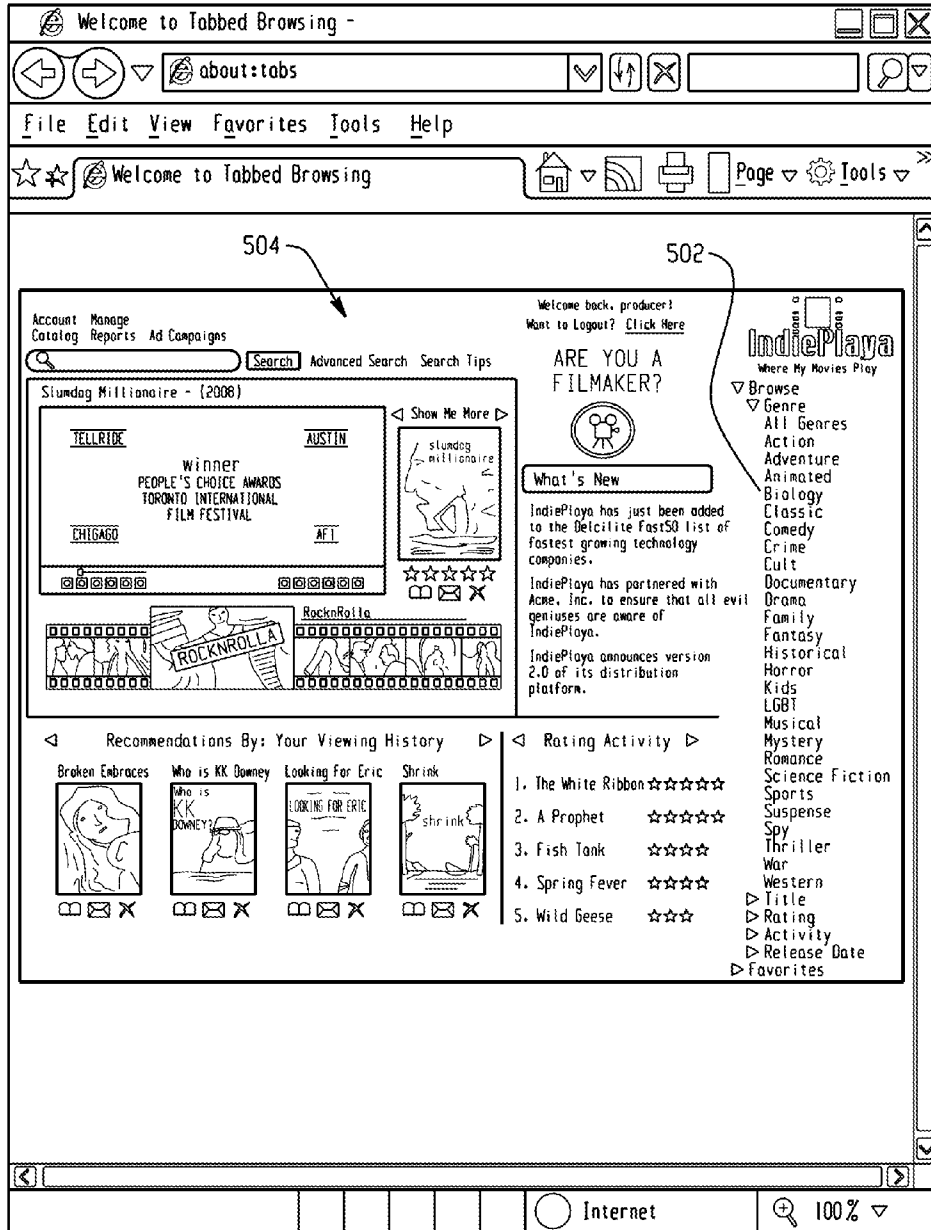 Welcome to Tabbed Browsing -
about:tabs
File Edit View Favorites Tools Help
Welcome to Tabbed Browsing
Page Tools
504
502
Account Manage
Catalog Reports Ad Campaigns
Search Advanced Search Search Tips
Welcome back, producer!
Want to Logout? Click Here
IndiePlaya
Where My Movies Play
Slumdog Millionaire - (2008)
TELLRIDE AUSTIN
winner
PEOPLE'S CHOICE AWARDS
TORONTO INTERNATIONAL
FILM FESTIVAL
CHIGAGO AFI
Show Me More
slumdog
millionaire
RocknRolla
ROCKNROLLA
ARE YOU A
FILMAKER?
What's New
IndiePlaya has just been added
to the Delcilite Fast50 list of
fastest growing technology
companies.
IndiePlaya has partnered with
Acme, Inc. to ensure that all evil
geniuses are aware of
IndiePlaya.
IndiePlaya announces version
2.0 of its distribution
platform.
Browse
Genre
All Genres
Action
Adventure
Animated
Biology
Classic
Comedy
Crime
Cult
Documentary
Drama
Family
Fantasy
Historical
Horror
Kids
LGBT
Musical
Mystery
Romance
Science Fiction
Sports
Suspense
Spy
Thriller
War
Western
Title
Rating
Activity
Release Date
Favorites
Recommendations By: Your Viewing History
Broken Embraces Who is KK Downey Looking For Eric Shrink
Who is
KK
DOWNEY?
LOOKING FOR ERIC
shrink
Rating Activity
1. The White Ribbon
2. A Prophet
3. Fish Tank
4. Spring Fever
5. Wild Geese
Internet 100%